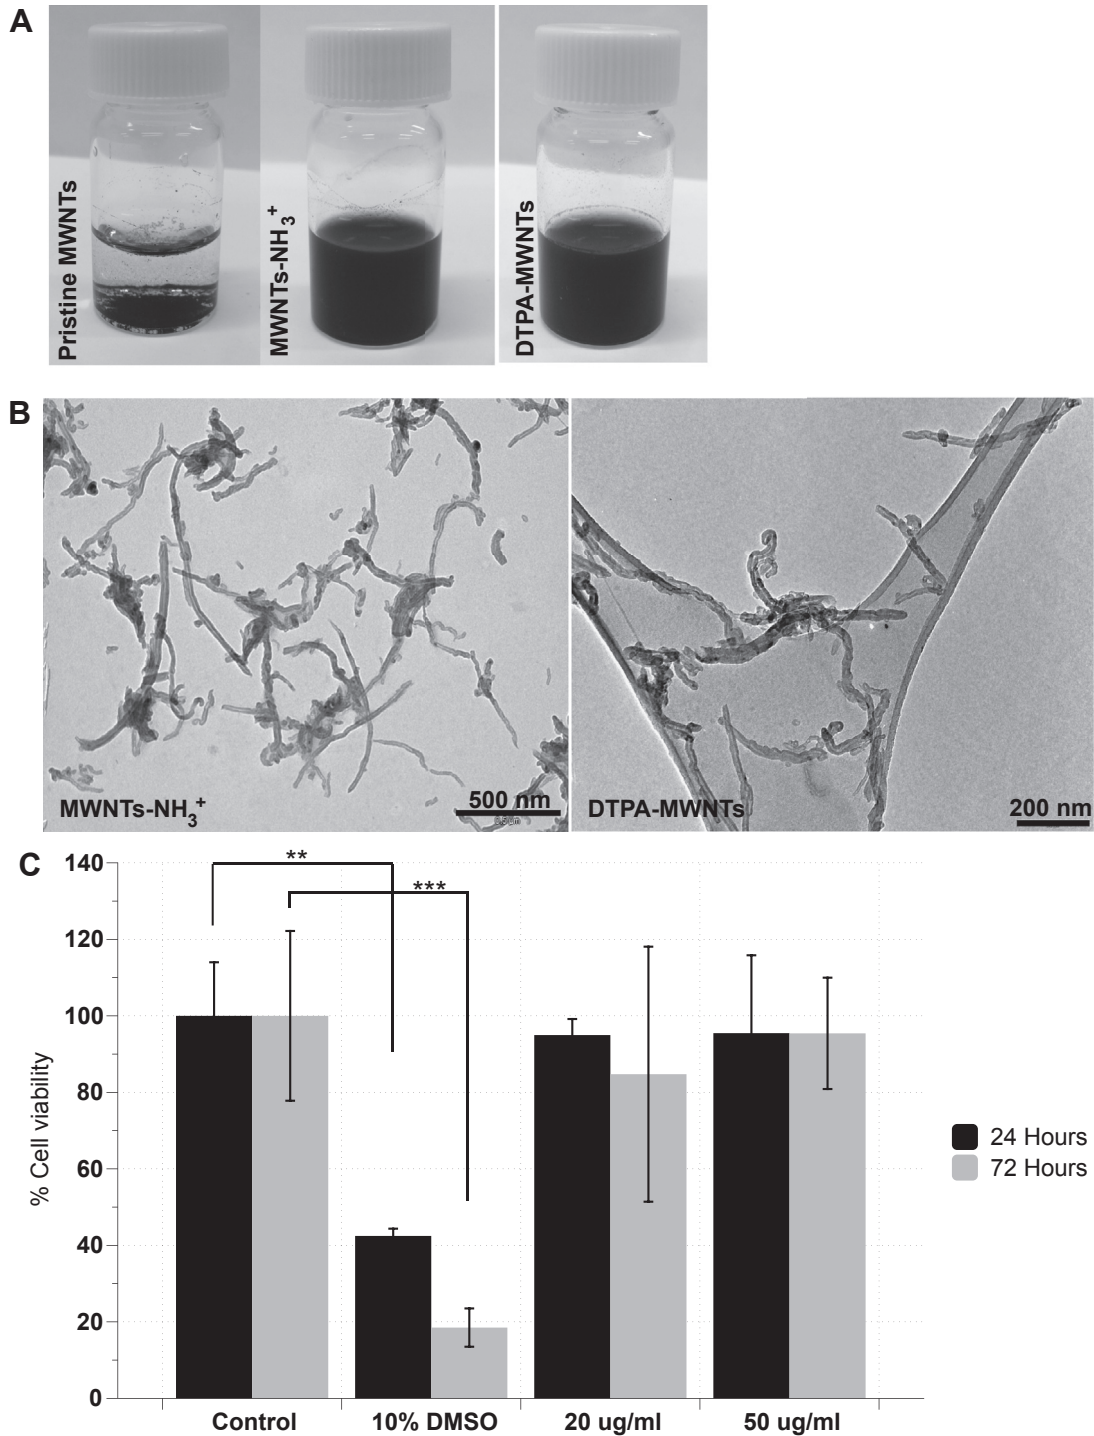 A
Pristine MWNTs
MWNTs-NH3+
DTPA-MWNTs
B
MWNTs-NH3+
500 nm
DTPA-MWNTs
200 nm
C
140
120
100
80
60
40
20
0
% Cell viability
**
***
24 Hours
72 Hours
Control
10% DMSO
20 ug/ml
50 ug/ml